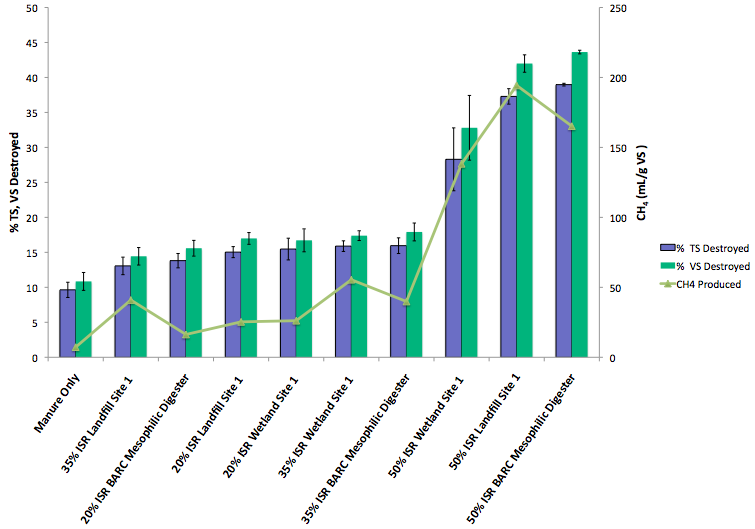 50
45
40
35
30
25
20
15
10
5
0
% TS, VS Destroyed
250
200
150
100
50
0
CH4 (mL/g VS )
% TS Destroyed
% VS Destroyed
CH4 Produced
Manure Only
35% ISR Landfill Site 1
20% ISR BARC Mesophilic Digester
20% ISR Landfill Site 1
20% ISR Wetland Site 1
35% ISR Wetland Site 1
35% ISR BARC Mesophilic Digester
50% ISR Wetland Site 1
50% ISR Landfill Site 1
50% ISR BARC Mesophilic Digester